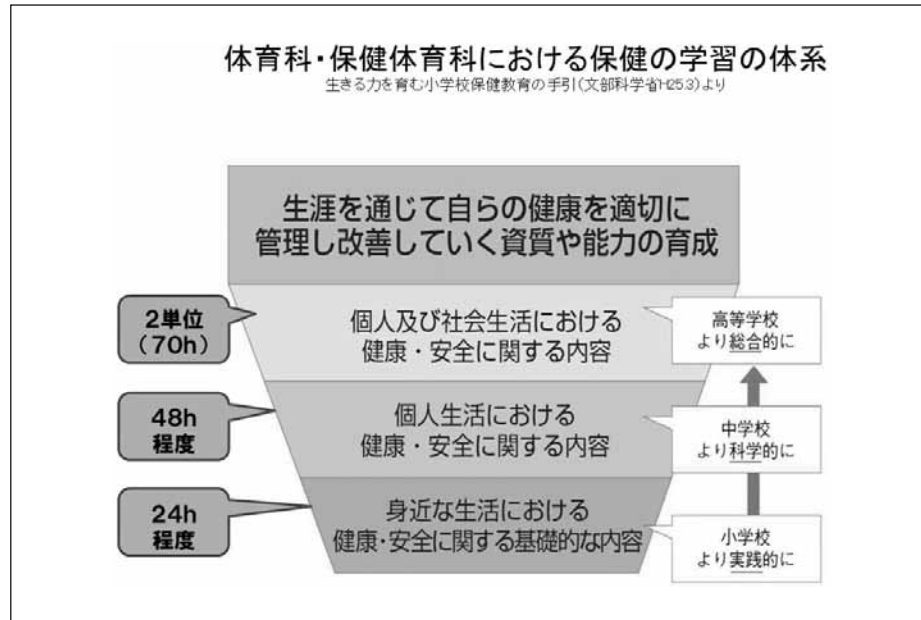 体育科・保健体育科における保健の学習の体系
生きる力を育む小学校保健教育の手引(文部科学省H25.3)より
生涯を通じて自らの健康を適切に
管理し改善していく資質や能力の育成
2単位
(70h)
個人及び社会生活における
健康・安全に関する内容
高等学校
より総合的に
48h
程度
個人生活における
健康・安全に関する内容
中学校
より科学的に
24h
程度
身近な生活における
健康・安全に関する基礎的な内容
小学校
より実践的に